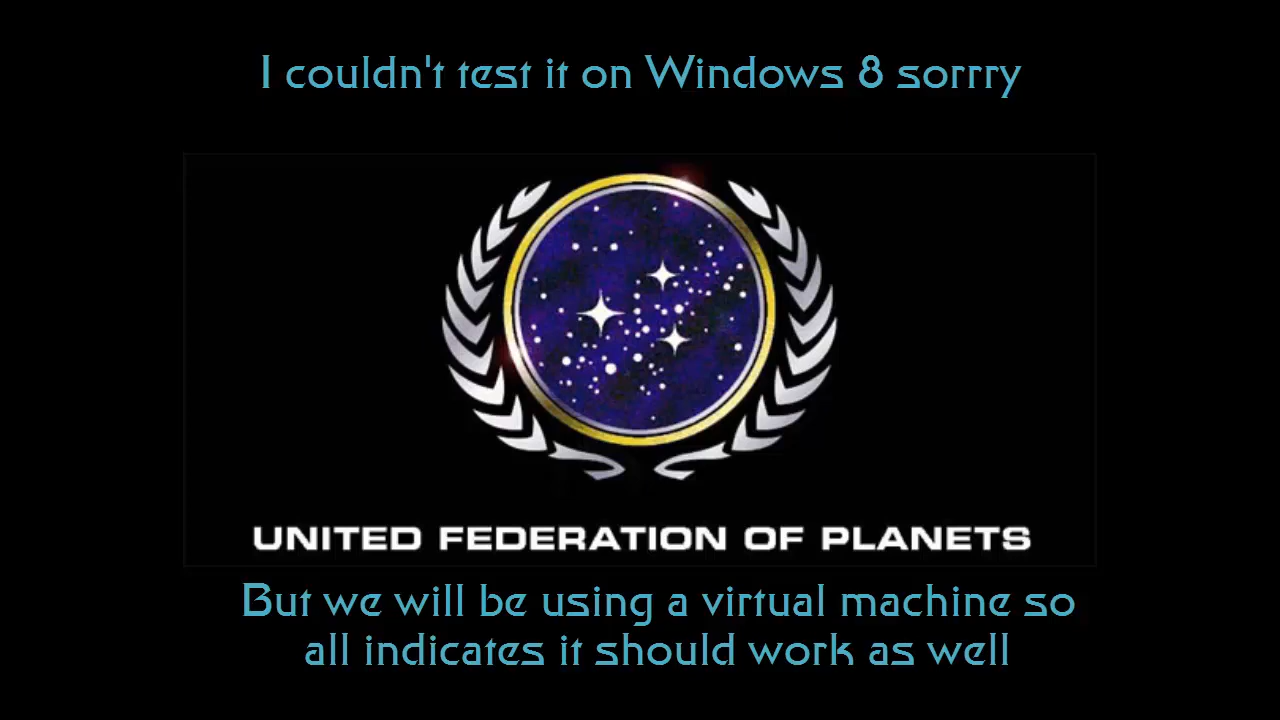 I couldn't test it on Windows 8 sorrry
UNITED FEDERATION OF PLANETS
But we will be using a virtual machine so
all indicates it should work as well